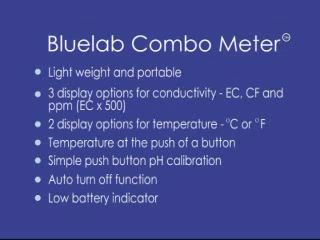 Bluelab Combo Meter
Light weight and portable
3 display options for conductivity - EC, CF and
ppm (EC x 500)
2 display options for temperature - °C or °F
Temperature at the push of a button
Simple push button pH calibration
Auto turn off function
Low battery indicator